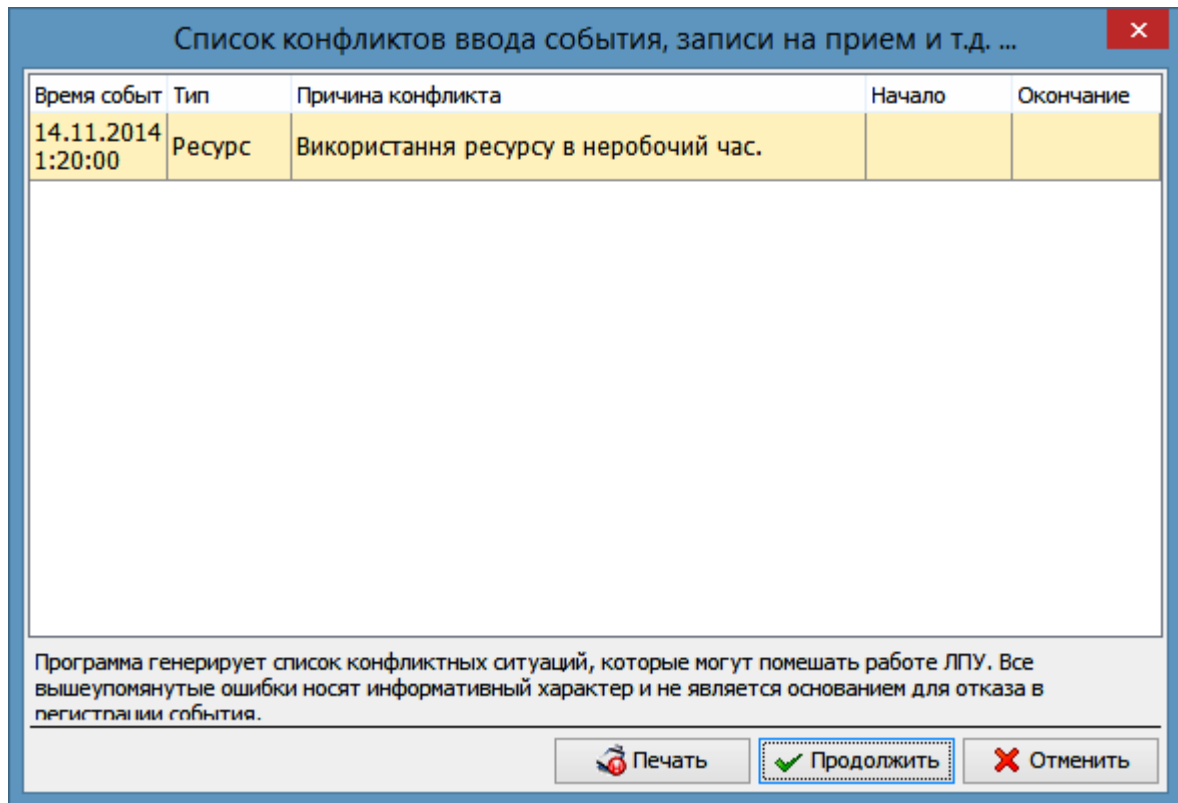 Список конфликтов ввода события, записи на прием и т.д. ...
Время событ Тип Причина конфликта Начало Окончание
14.11.2014
1:20:00 Ресурс Використання ресурсу в неробочий час.
Программа генерирует список конфликтных ситуаций, которые могут помешать работе ЛПУ. Все
вышеупомянутые ошибки носят информативный характер и не является основанием для отказа в
регистрации события.
Печать Продолжить Отменить